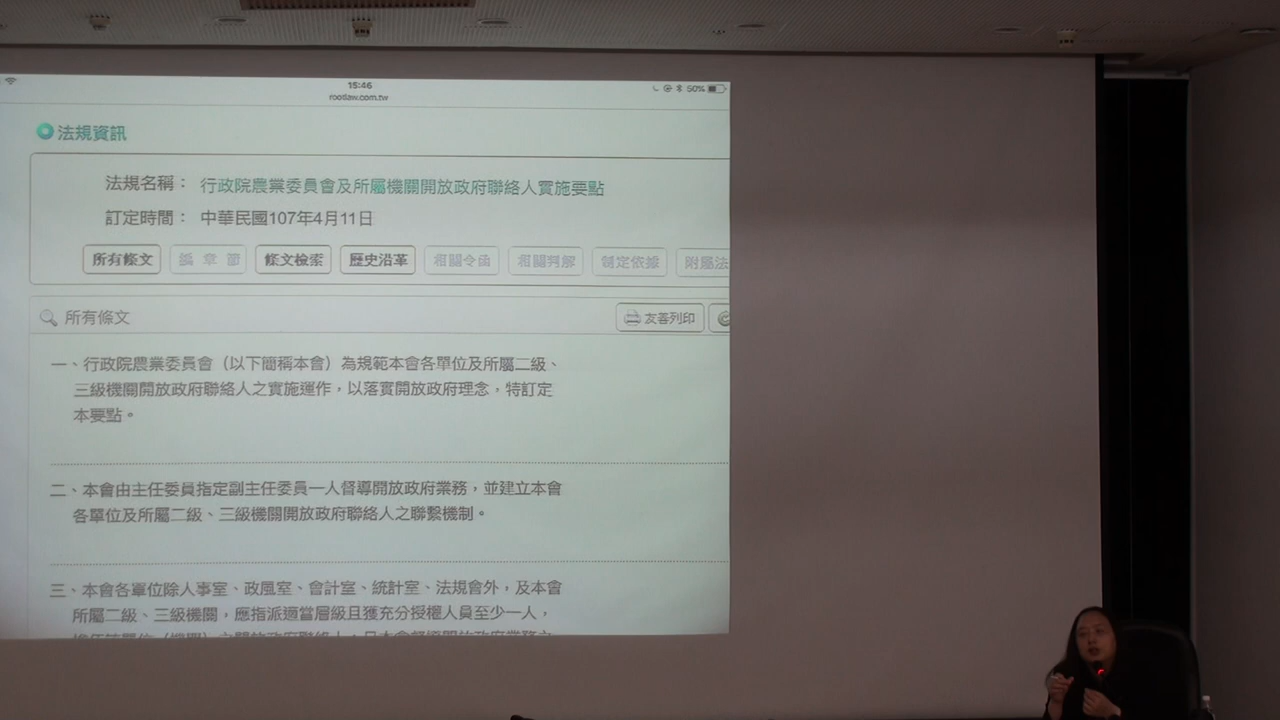 15:46
rootlaw.com.tw
50%
法規資訊
法規名稱： 行政院農業委員會及所屬機關開放政府聯絡人實施要點
訂定時間： 中華民國107年4月11日
所有條文 編 章 節 條文檢索 歷史沿革 相關令函 相關判解 制定依據 附屬法
所有條文 友善列印
一、行政院農業委員會（以下簡稱本會）為規範本會各單位及所屬二級、
三級機關開放政府聯絡人之實施運作，以落實開放政府理念，特訂定
本要點。
二、本會由主任委員指定副主任委員一人督導開放政府業務，並建立本會
各單位及所屬二級、三級機關開放政府聯絡人之聯繫機制。
三、本會各單位除人事室、政風室、會計室、統計室、法規會外，及本會
所屬二級、三級機關，應指派適當層級且獲充分授權人員至少一人，